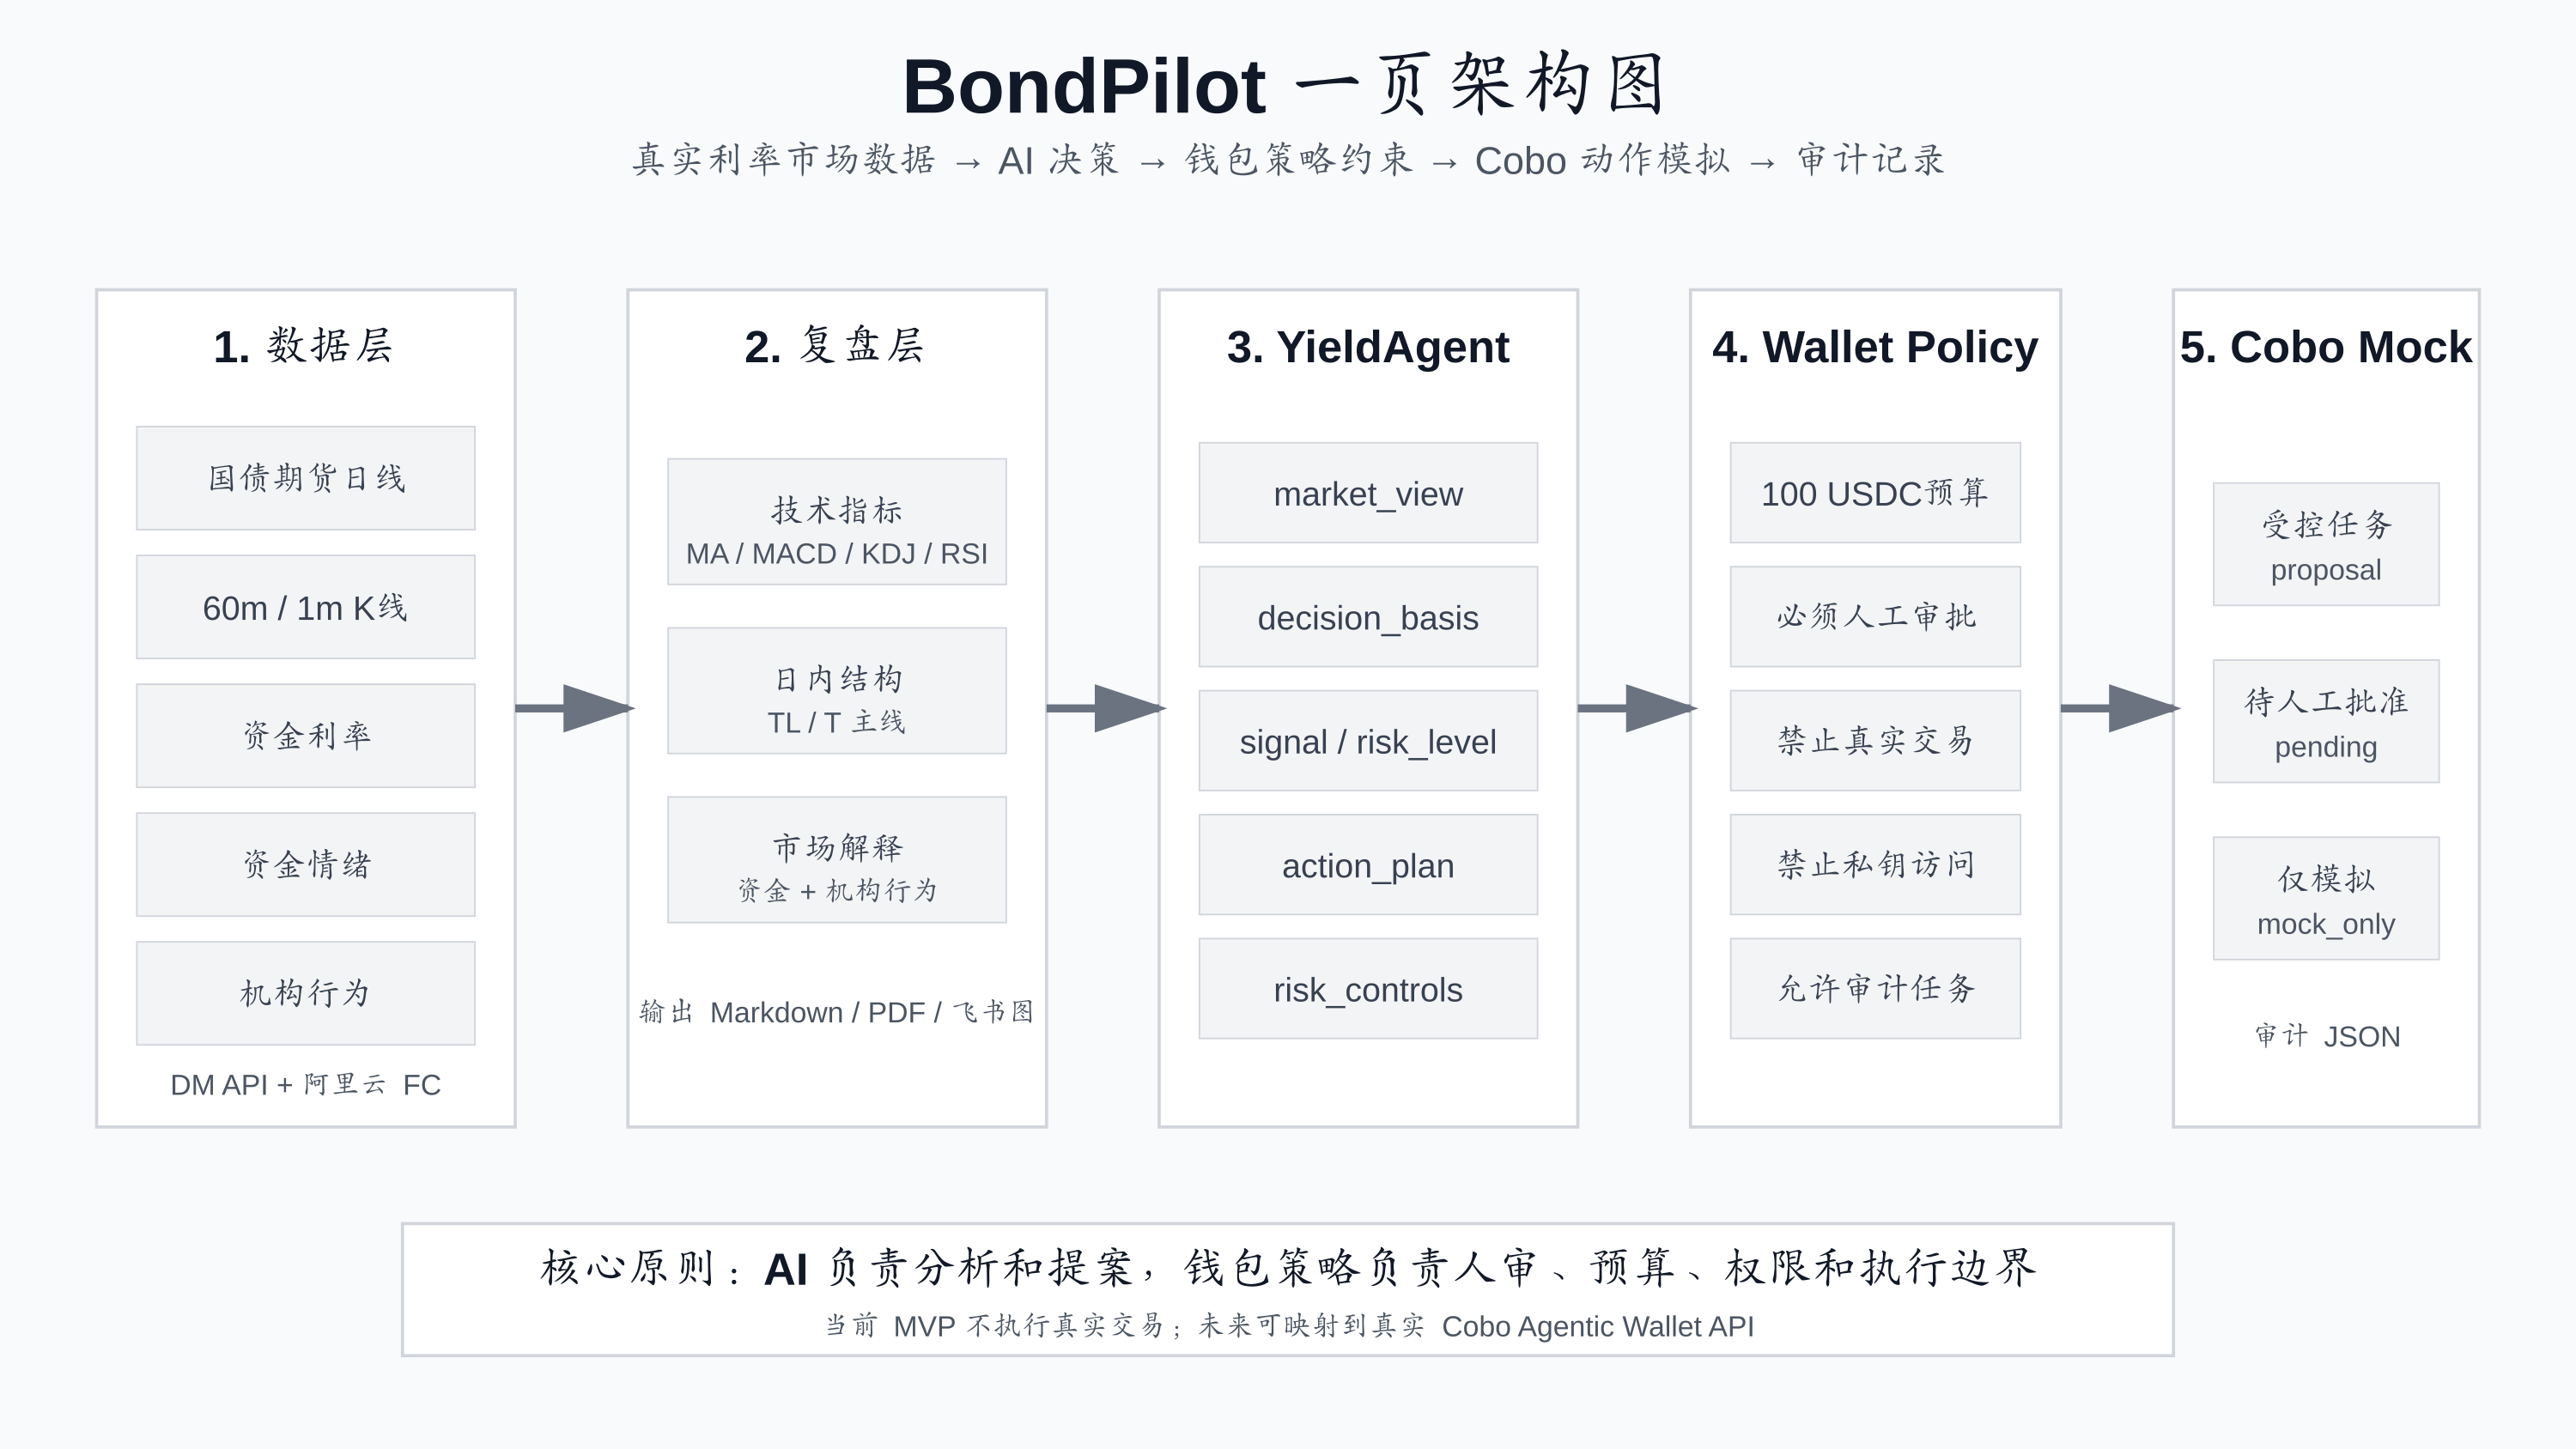 BondPilot 一页架构图
真实利率市场数据 → AI 决策 → 钱包策略约束 → Cobo 动作模拟 → 审计记录
1. 数据层
国债期货日线
60m / 1m K线
资金利率
资金情绪
机构行为
DM API + 阿里云 FC
2. 复盘层
技术指标
MA / MACD / KDJ / RSI
日内结构
TL / T 主线
市场解释
资金 + 机构行为
输出 Markdown / PDF / 飞书图
3. YieldAgent
market_view
decision_basis
signal / risk_level
action_plan
risk_controls
4. Wallet Policy
100 USDC预算
必须人工审批
禁止真实交易
禁止私钥访问
允许审计任务
5. Cobo Mock
受控任务
proposal
待人工批准
pending
仅模拟
mock_only
审计 JSON
核心原则：AI 负责分析和提案，钱包策略负责人审、预算、权限和执行边界
当前 MVP 不执行真实交易；未来可映射到真实 Cobo Agentic Wallet API